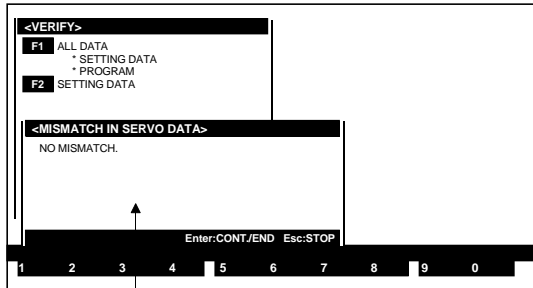 <VERIFY>
F1 ALL DATA
* SETTING DATA
* PROGRAM
F2 SETTING DATA
<MISMATCH IN SERVO DATA>
NO MISMATCH.
Enter:CONT./END Esc:STOP
1 2 3 4 5 6 7 8 9 0